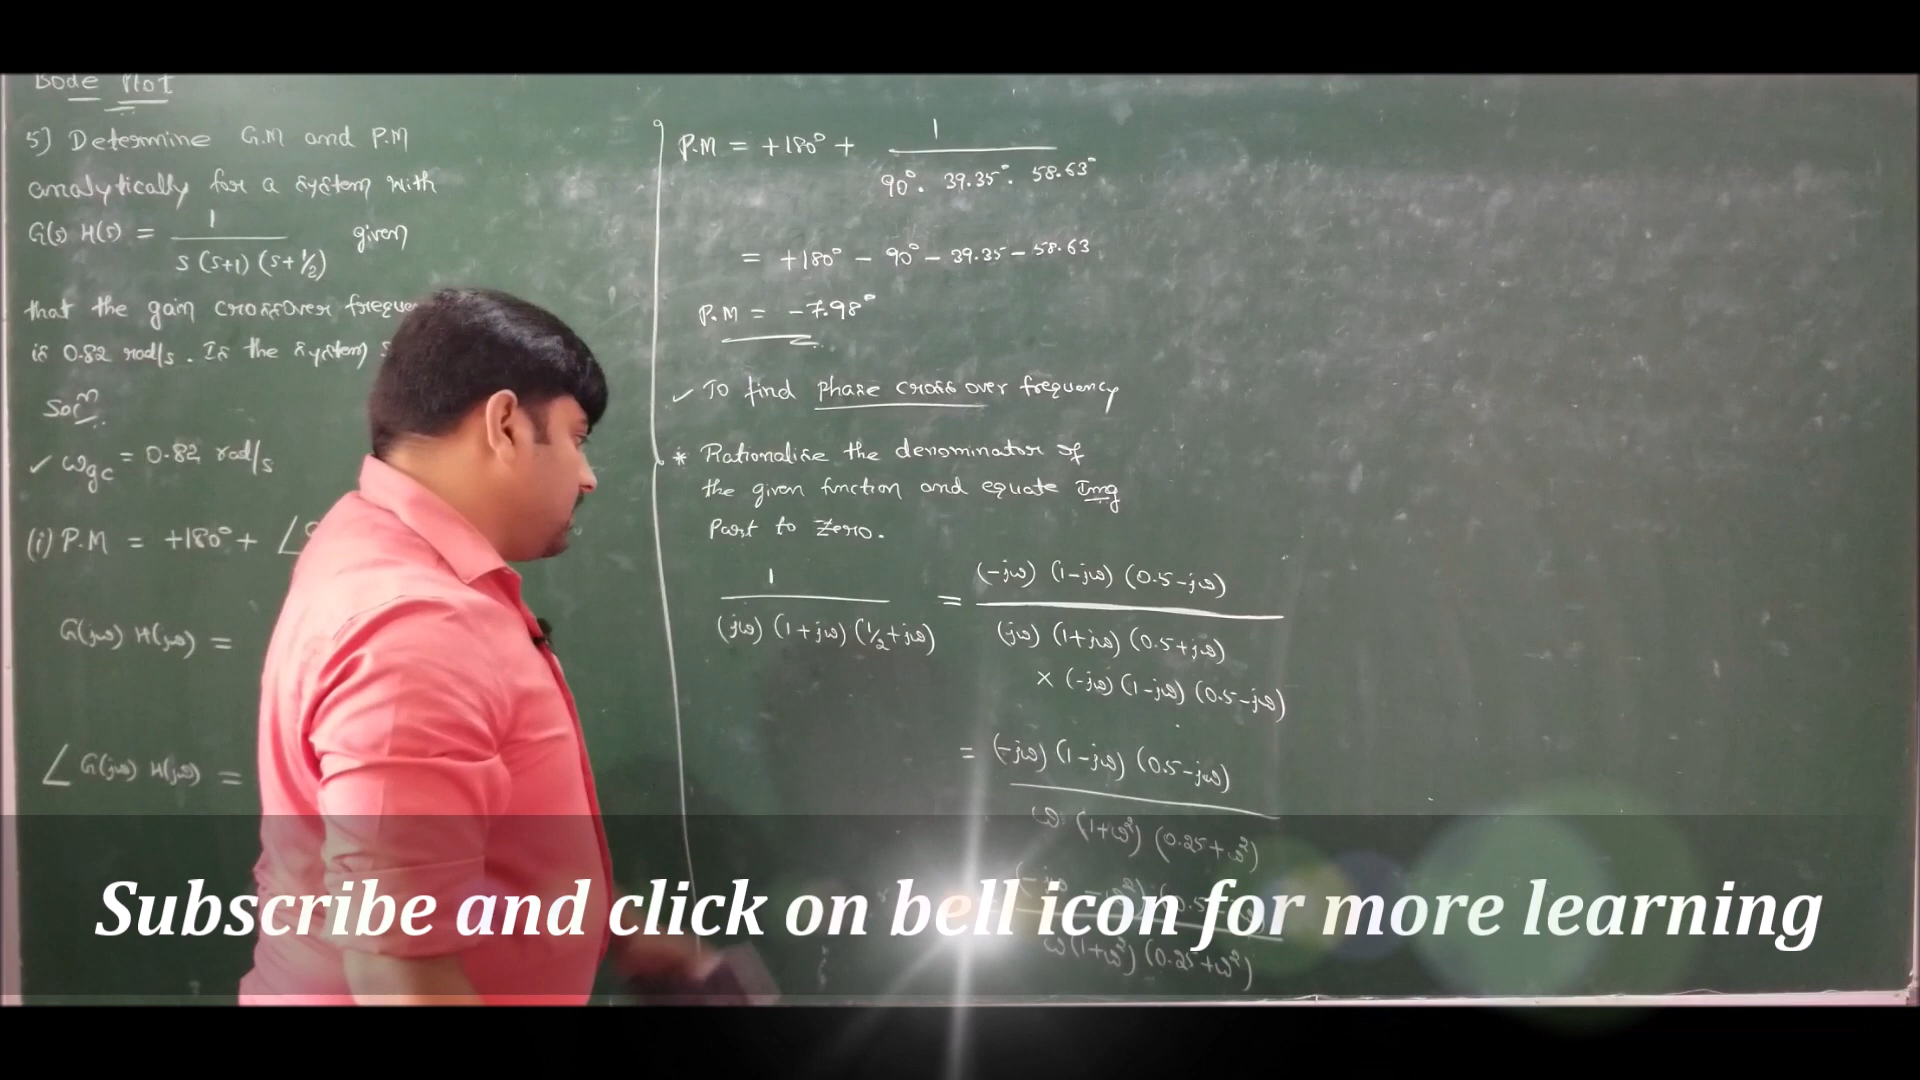 Bode Plot
5) Determine G.M and P.M
analytically for a system with
G(s) H(s) = 1 / s (s+1) (s+1/2) given
that the gain crossover
is 0.82 rad/s. Is the system
Solⁿ
✓ ωgc = 0.82 rad/s
(i) P.M = +180° + ∠
G(jω) H(jω) =
∠ G(jω) H(jω) =
P.M = +180° + 1 / 90°. 39.35°. 58.63°
= +180° - 90° - 39.35 - 58.63
P.M = -7.98°
✓ To find phase cross over frequency
* Rationalise the denominator of
the given function and equate Img
Part to Zero.
1 / (jω) (1+jω) (1/2+jω) = (-jω) (1-jω) (0.5-jω) / (jω) (1+jω) (0.5+jω)
× (-jω) (1-jω) (0.5-jω)
= (-jω) (1-jω) (0.5-jω) / ω (1+ω²) (0.25+ω²)
ω (1+ω²) (0.25+ω²)
Subscribe and click on bell icon for more learning